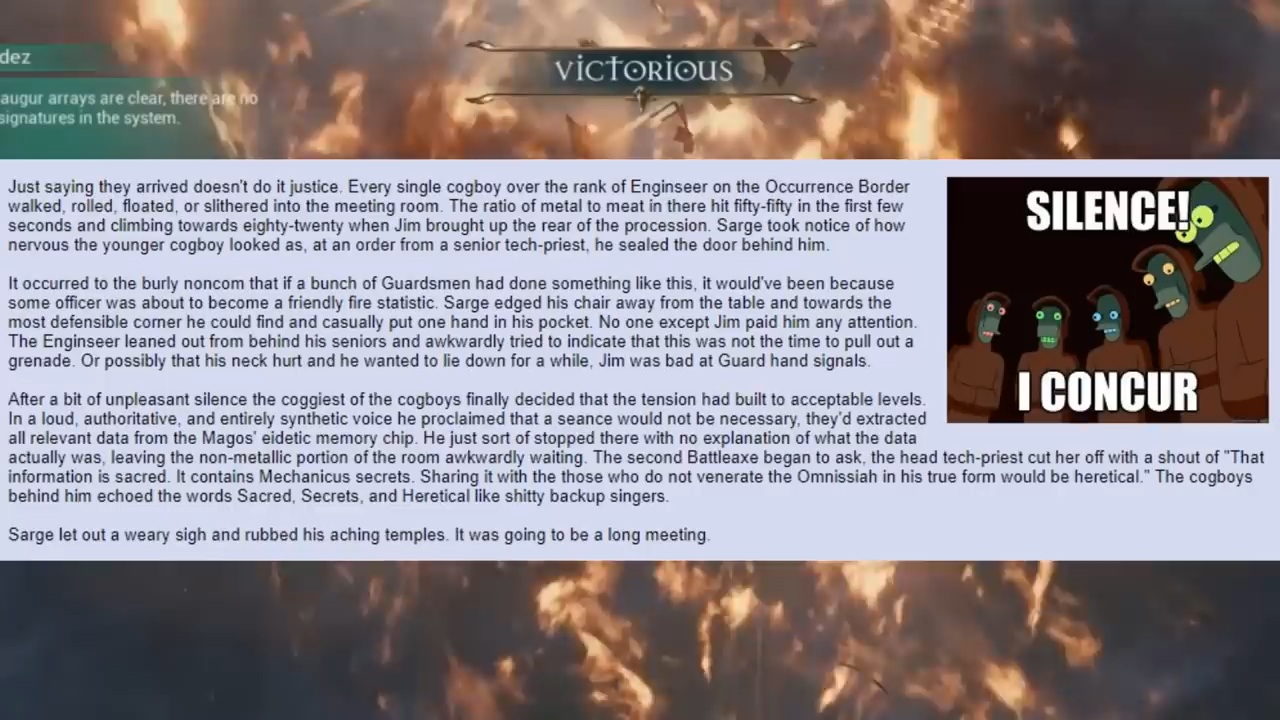 dez
VICTORIOUS
augur arrays are clear, there are no
signatures in the system.
Just saying they arrived doesn't do it justice. Every single cogboy over the rank of Enginseer on the Occurrence Border
walked, rolled, floated, or slithered into the meeting room. The ratio of metal to meat in there hit fifty-fifty in the first few
seconds and climbing towards eighty-twenty when Jim brought up the rear of the procession. Sarge took notice of how
nervous the younger cogboy looked as, at an order from a senior tech-priest, he sealed the door behind him.
It occurred to the burly noncom that if a bunch of Guardsmen had done something like this, it would've been because
some officer was about to become a friendly fire statistic. Sarge edged his chair away from the table and towards the
most defensible corner he could find and casually put one hand in his pocket. No one except Jim paid him any attention.
The Enginseer leaned out from behind his seniors and awkwardly tried to indicate that this was not the time to pull out a
grenade. Or possibly that his neck hurt and he wanted to lie down for a while, Jim was bad at Guard hand signals.
After a bit of unpleasant silence the coggiest of the cogboys finally decided that the tension had built to acceptable levels.
In a loud, authoritative, and entirely synthetic voice he proclaimed that a seance would not be necessary, they'd extracted
all relevant data from the Magos' eidetic memory chip. He just sort of stopped there with no explanation of what the data
actually was, leaving the non-metallic portion of the room awkwardly waiting. The second Battleaxe began to ask, the head tech-priest cut her off with a shout of "That
information is sacred. It contains Mechanicus secrets. Sharing it with the those who do not venerate the Omnissiah in his true form would be heretical." The cogboys
behind him echoed the words Sacred, Secrets, and Heretical like shitty backup singers.
Sarge let out a weary sigh and rubbed his aching temples. It was going to be a long meeting.
SILENCE!
I CONCUR